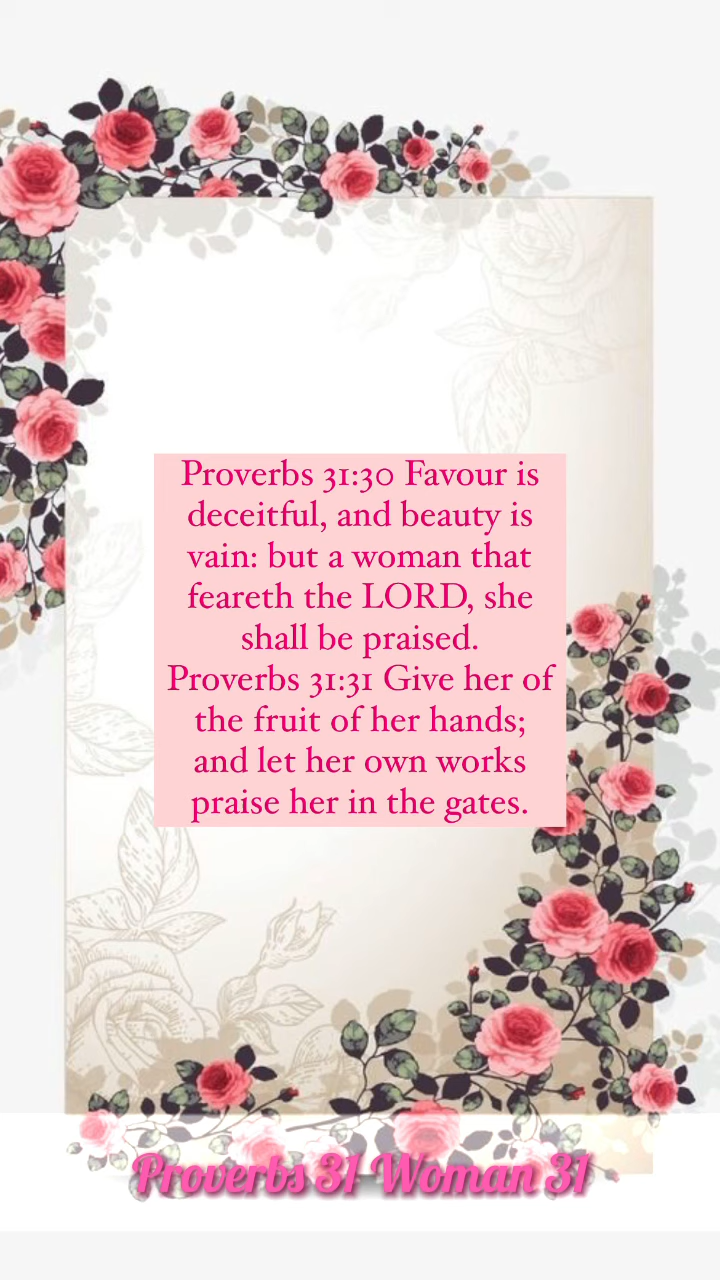 Proverbs 31:30 Favour is
deceitful, and beauty is
vain: but a woman that
feareth the LORD, she
shall be praised.
Proverbs 31:31 Give her of
the fruit of her hands;
and let her own works
praise her in the gates.
Proverbs 31 Woman 31